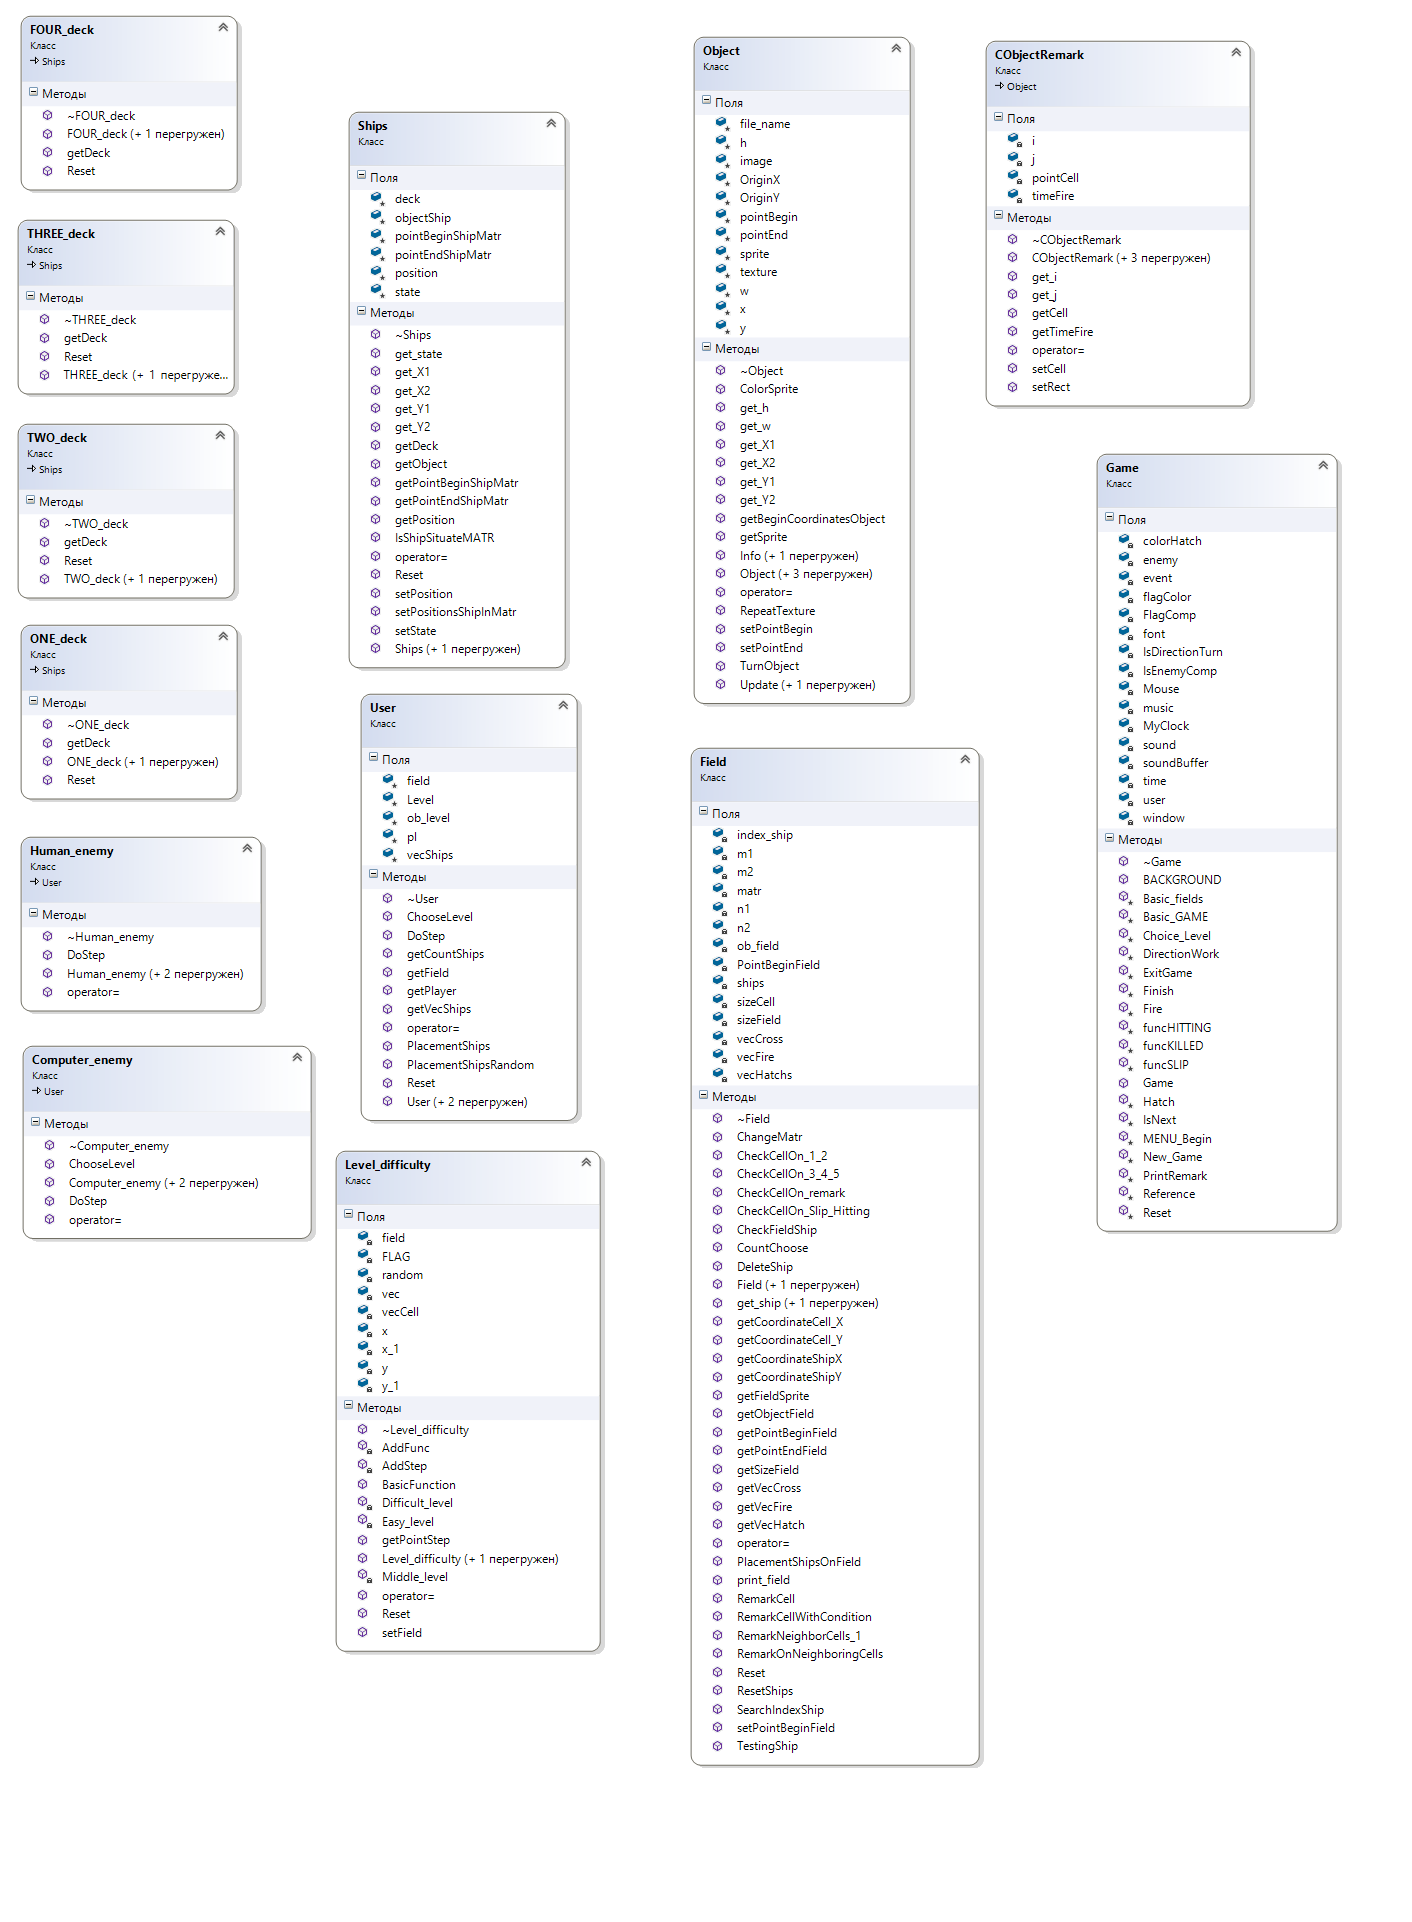 FOUR_deck
Класс
Ships
Методы
~FOUR_deck
FOUR_deck (+ 1 перегружен)
getDeck
Reset
THREE_deck
Класс
Ships
Методы
~THREE_deck
getDeck
Reset
THREE_deck (+ 1 перегруже...
TWO_deck
Класс
Ships
Методы
~TWO_deck
getDeck
Reset
TWO_deck (+ 1 перегружен)
ONE_deck
Класс
Ships
Методы
~ONE_deck
getDeck
ONE_deck (+ 1 перегружен)
Reset
Human_enemy
Класс
User
Методы
~Human_enemy
DoStep
Human_enemy (+ 2 перегружен)
operator=
Computer_enemy
Класс
User
Методы
~Computer_enemy
ChooseLevel
Computer_enemy (+ 2 перегружен)
DoStep
operator=
Ships
Класс
Поля
deck
objectShip
pointBeginShipMatr
pointEndShipMatr
position
state
Методы
~Ships
get_state
get_X1
get_X2
get_Y1
get_Y2
getDeck
getObject
getPointBeginShipMatr
getPointEndShipMatr
getPosition
IsShipSituateMATR
operator=
Reset
setPosition
setPositionsShipInMatr
setState
Ships (+ 1 перегружен)
User
Класс
Поля
field
Level
ob_level
pl
vecShips
Методы
~User
ChooseLevel
DoStep
getCountShips
getField
getPlayer
getVecShips
operator=
PlacementShips
PlacementShipsRandom
Reset
User (+ 2 перегружен)
Level_difficulty
Класс
Поля
field
FLAG
random
vec
vecCell
x
x_1
y
y_1
Методы
~Level_difficulty
AddFunc
AddStep
BasicFunction
Difficult_level
Easy_level
getPointStep
Level_difficulty (+ 1 перегружен)
Middle_level
operator=
Reset
setField
Object
Класс
Поля
file_name
h
image
OriginX
OriginY
pointBegin
pointEnd
sprite
texture
w
x
y
Методы
~Object
ColorSprite
get_h
get_w
get_X1
get_X2
get_Y1
get_Y2
getBeginCoordinatesObject
getSprite
Info (+ 1 перегружен)
Object (+ 3 перегружен)
operator=
RepeatTexture
setPointBegin
setPointEnd
TurnObject
Update (+ 1 перегружен)
Field
Класс
Поля
index_ship
m1
m2
matr
n1
n2
ob_field
PointBeginField
ships
sizeCell
sizeField
vecCross
vecFire
vecHatchs
Методы
~Field
ChangeMatr
CheckCellOn_1_2
CheckCellOn_3_4_5
CheckCellOn_remark
CheckCellOn_Slip_Hitting
CheckFieldShip
CountChoose
DeleteShip
Field (+ 1 перегружен)
get_ship (+ 1 перегружен)
getCoordinateCell_X
getCoordinateCell_Y
getCoordinateShipX
getCoordinateShipY
getFieldSprite
getObjectField
getPointBeginField
getPointEndField
getSizeField
getVecCross
getVecFire
getVecHatch
operator=
PlacementShipsOnField
print_field
RemarkCell
RemarkCellWithCondition
RemarkNeighborCells_1
RemarkOnNeighboringCells
Reset
ResetShips
SearchIndexShip
setPointBeginField
TestingShip
CObjectRemark
Класс
Object
Поля
i
j
pointCell
timeFire
Методы
~CObjectRemark
CObjectRemark (+ 3 перегружен)
get_i
get_j
getCell
getTimeFire
operator=
setCell
setRect
Game
Класс
Поля
colorHatch
enemy
event
flagColor
FlagComp
font
IsDirectionTurn
IsEnemyComp
Mouse
music
MyClock
sound
soundBuffer
time
user
window
Методы
~Game
BACKGROUND
Basic_fields
Basic_GAME
Choice_Level
DirectionWork
ExitGame
Finish
Fire
funcHITTING
funcKILLED
funcSLIP
Game
Hatch
IsNext
MENU_Begin
New_Game
PrintRemark
Reference
Reset